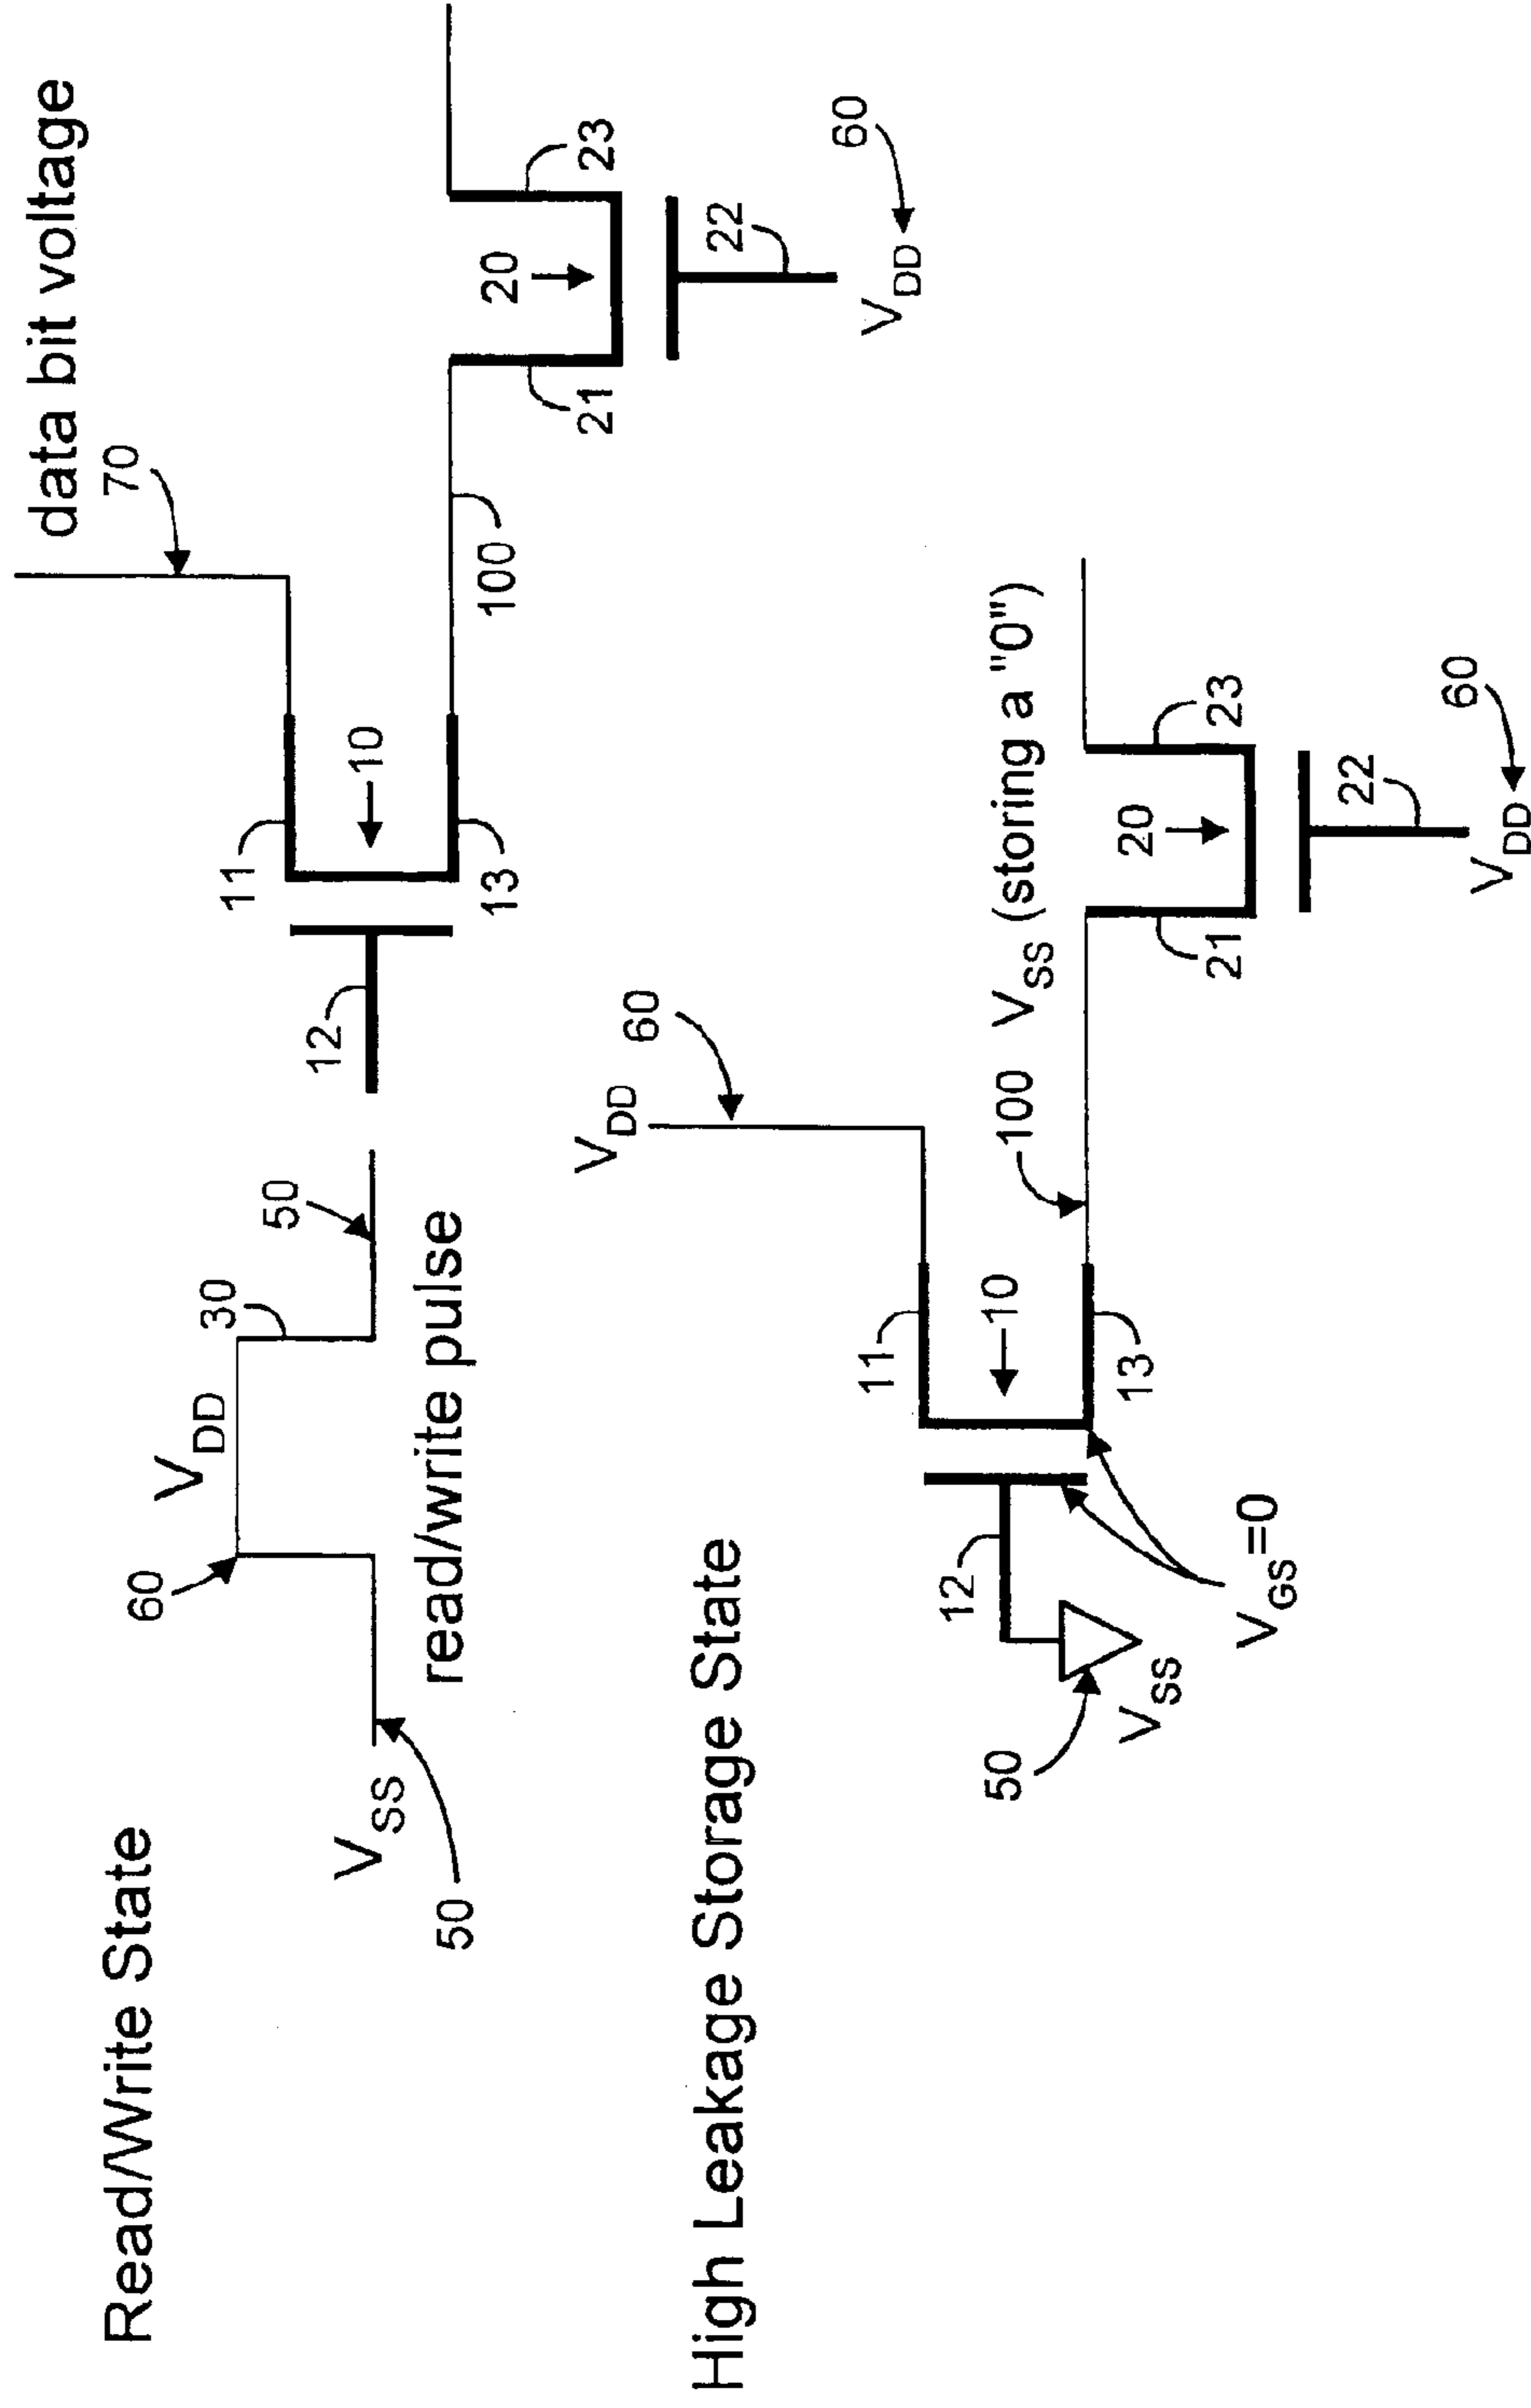 Read/Write State
data bit voltage
60
V_DD
30
50
V_SS
50
read/write pulse
70
11
10
12
13
100
20
21
23
22
V_DD
60
High Leakage Storage State
V_DD
60
11
10
12
13
100
V_SS (storing a "0")
50
V_SS
V_GS=0
20
21
23
22
V_DD
60